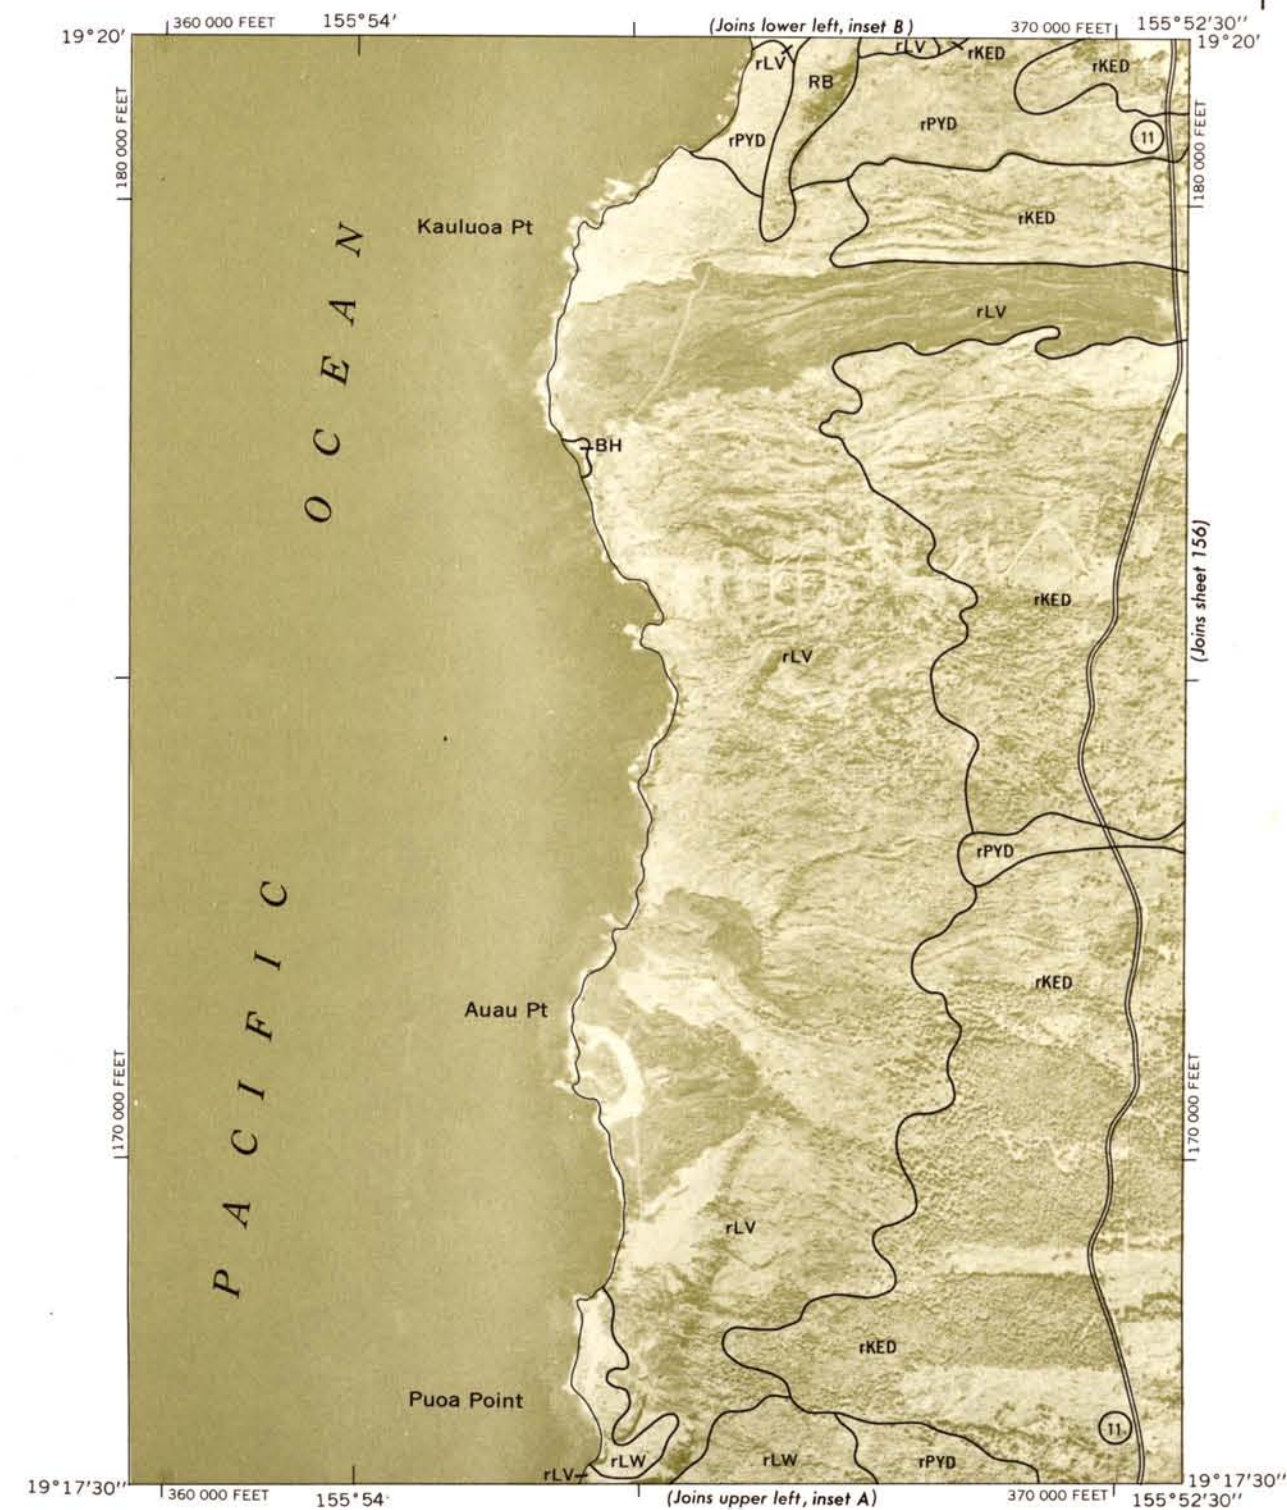 360 000 FEET
155°54'
(Joins lower left, inset B)
370 000 FEET
155°52'30''
19°20'
19°20'
rLV
RB
rLV
rKED
rKED
180 000 FEET
rPYD
rPYD
11
180 000 FEET
Kauluoa Pt
rKED
rLV
BH
OCEAN
(Joins sheet 156)
rKED
rLV
rPYD
PACIFIC
rKED
Auau Pt
170 000 FEET
170 000 FEET
rLV
rKED
Puoa Point
11
rLV
rLW
rLW
rPYD
19°17'30''
19°17'30''
360 000 FEET
155°54'
(Joins upper left, inset A)
370 000 FEET
155°52'30''